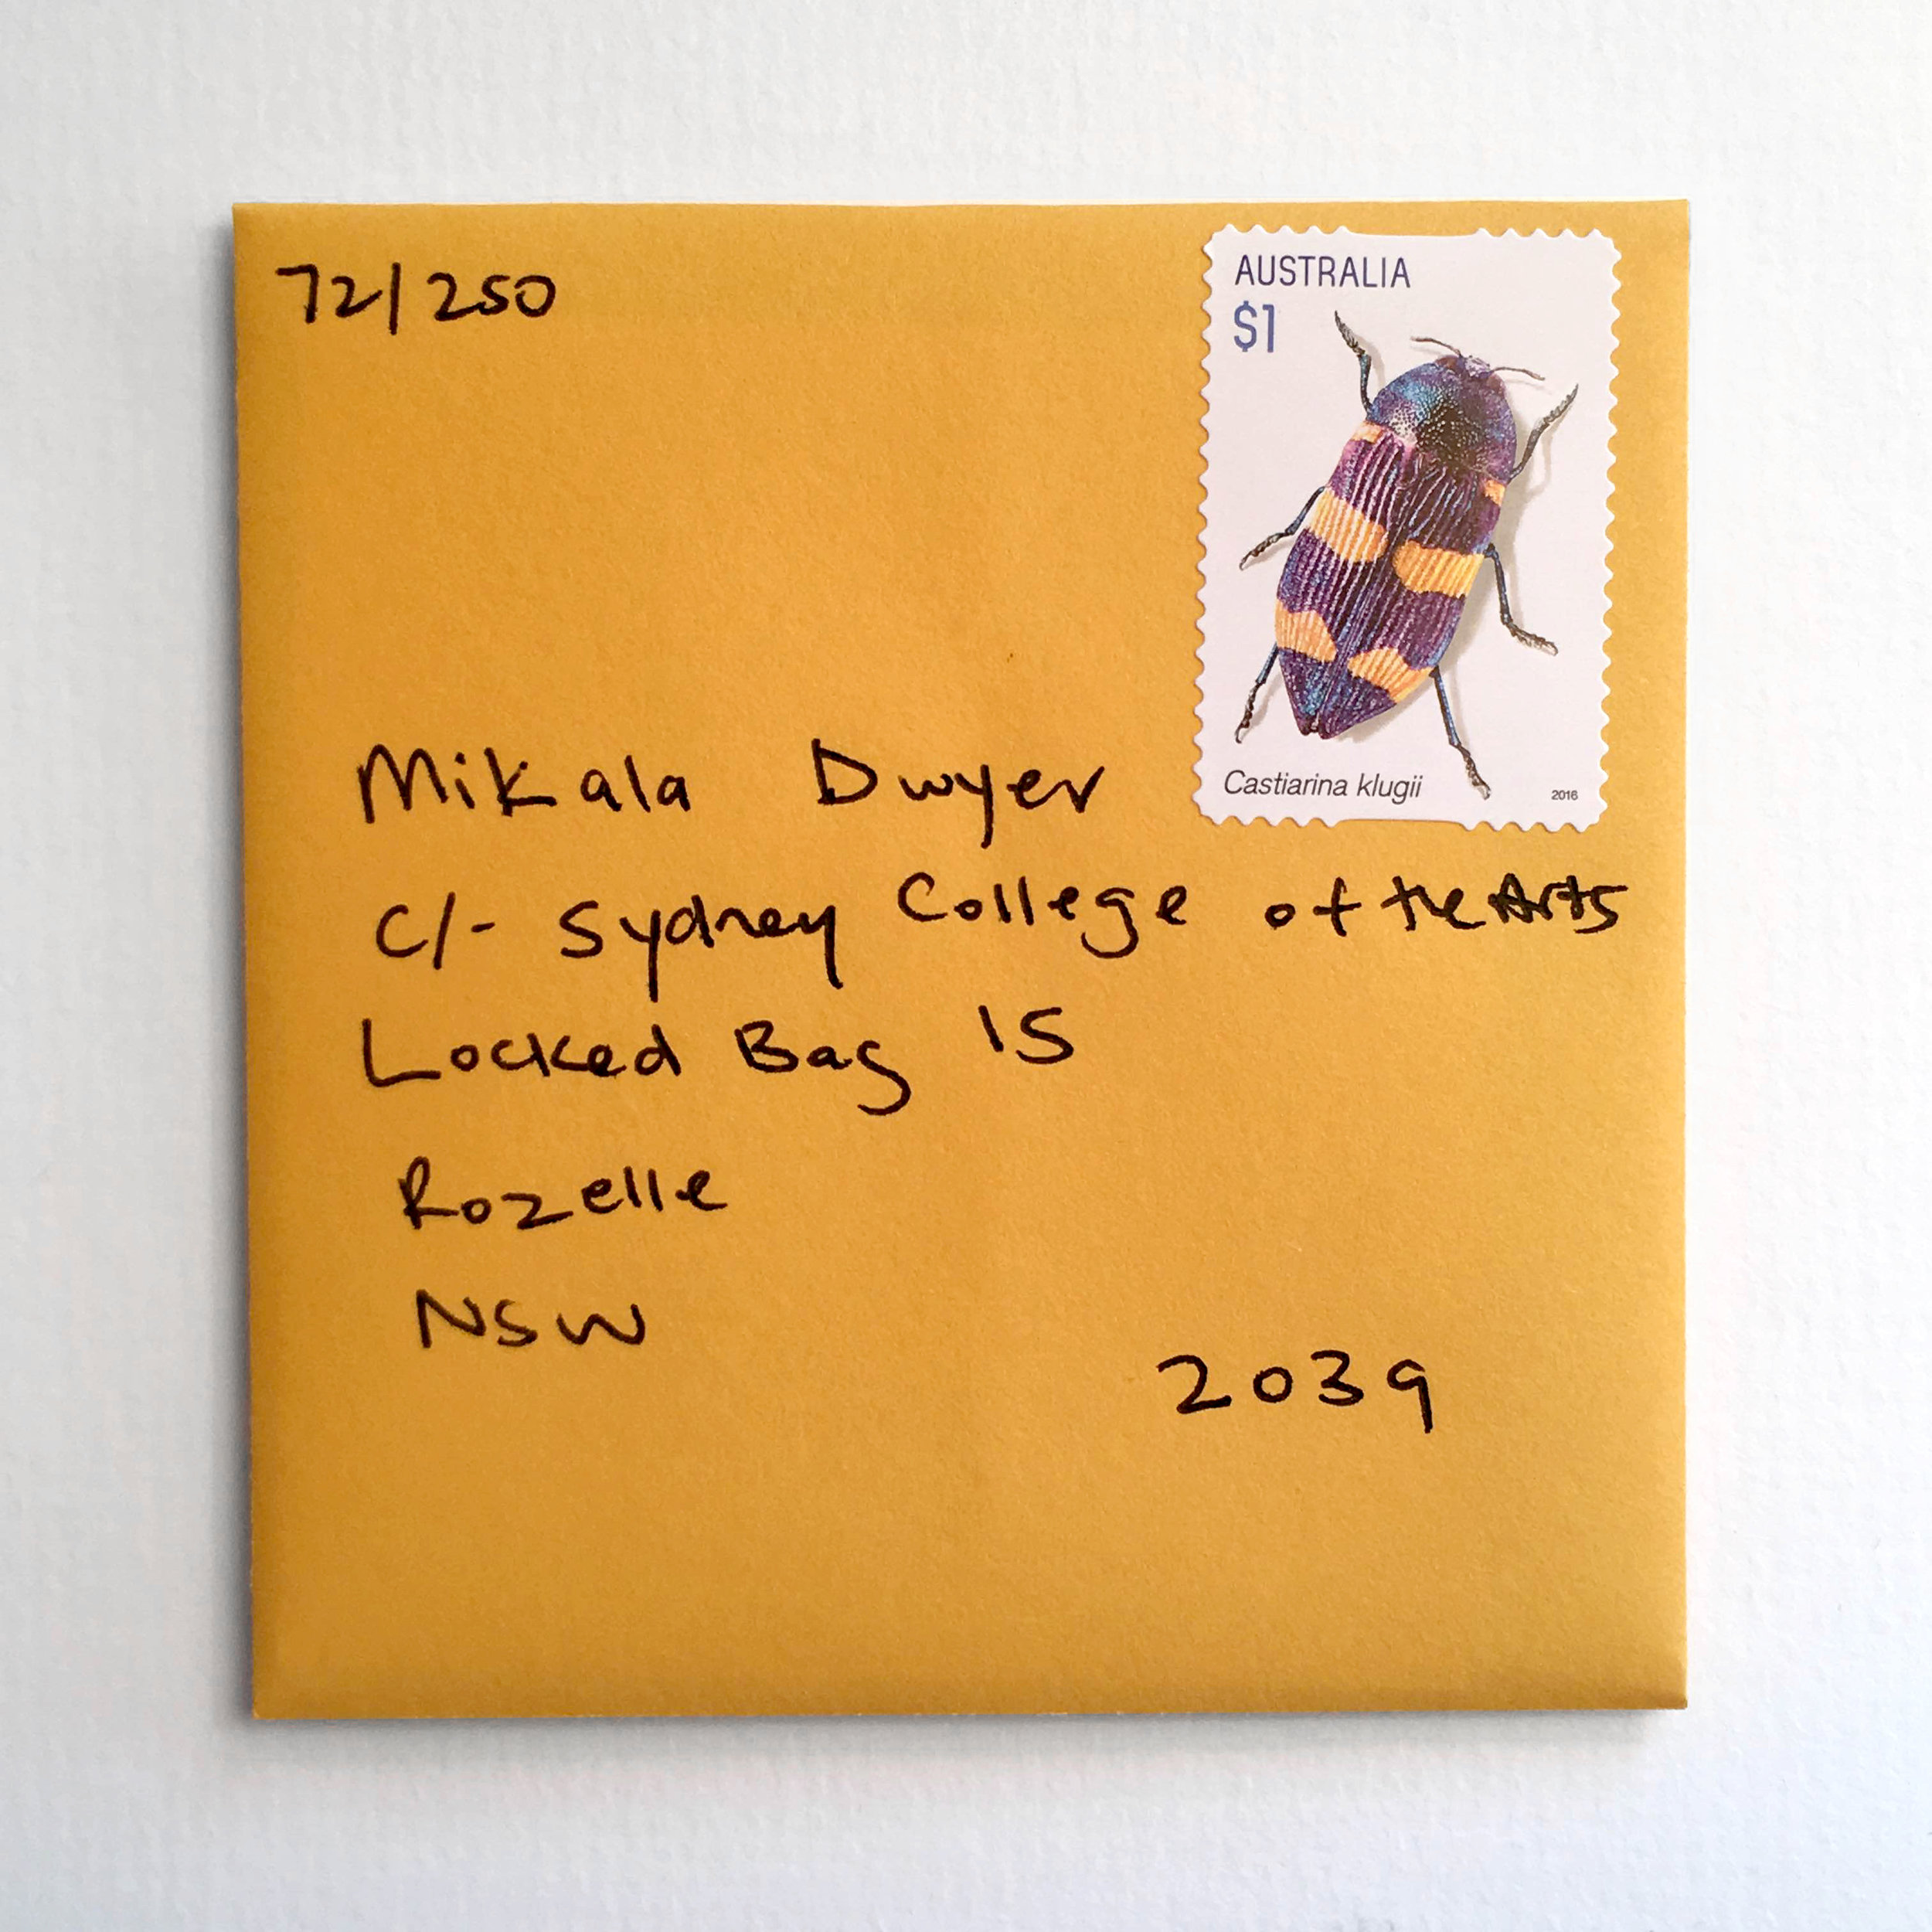 72/250
AUSTRALIA
$1
Castiarina klugii 2016
Mikala Dwyer
C/- Sydney College of the Arts
Locked Bag 15
Rozelle
NSW
2039